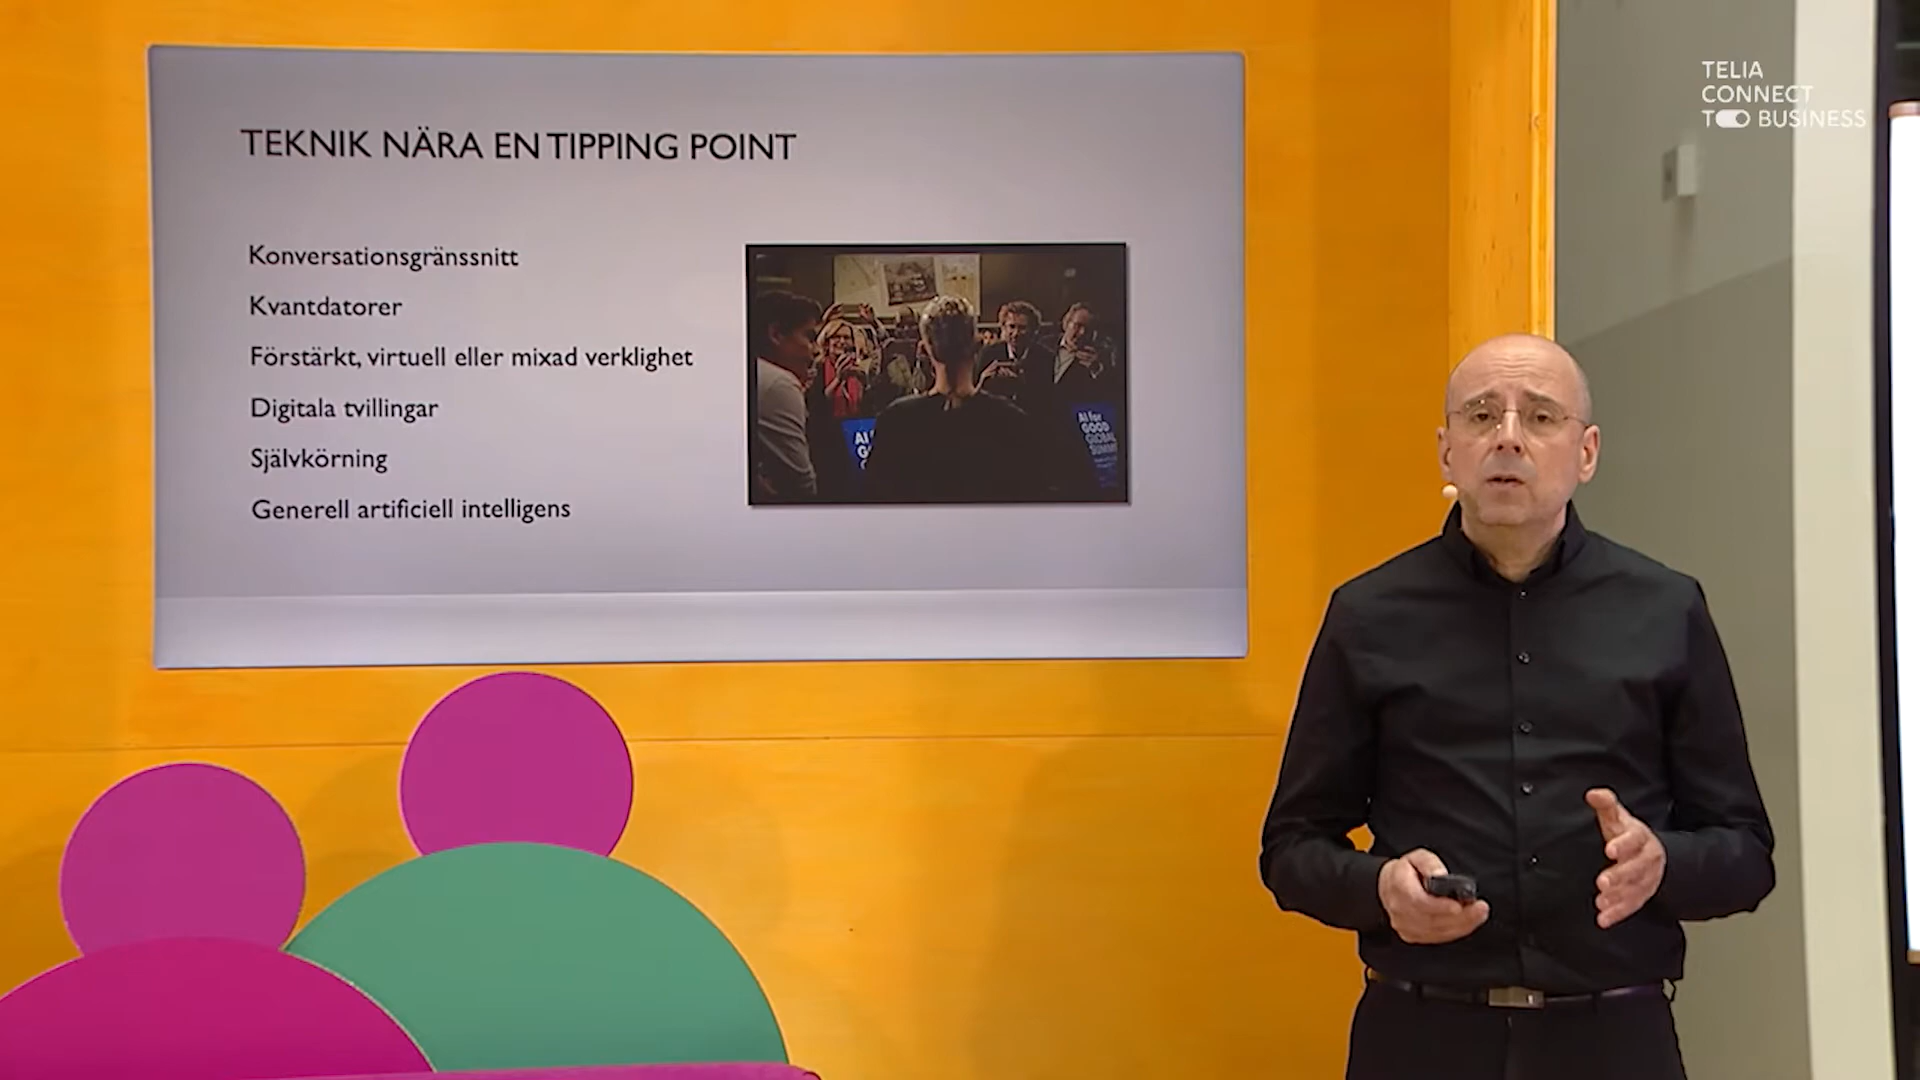 TELIA
CONNECT
TO BUSINESS
TEKNIK NÄRA EN TIPPING POINT
Konversationsgränssnitt
Kvantdatorer
Förstärkt, virtuell eller mixad verklighet
Digitala tvillingar
Självkörning
Generell artificiell intelligens
AI for
GOOD
GLOBAL
SUMMIT
AI